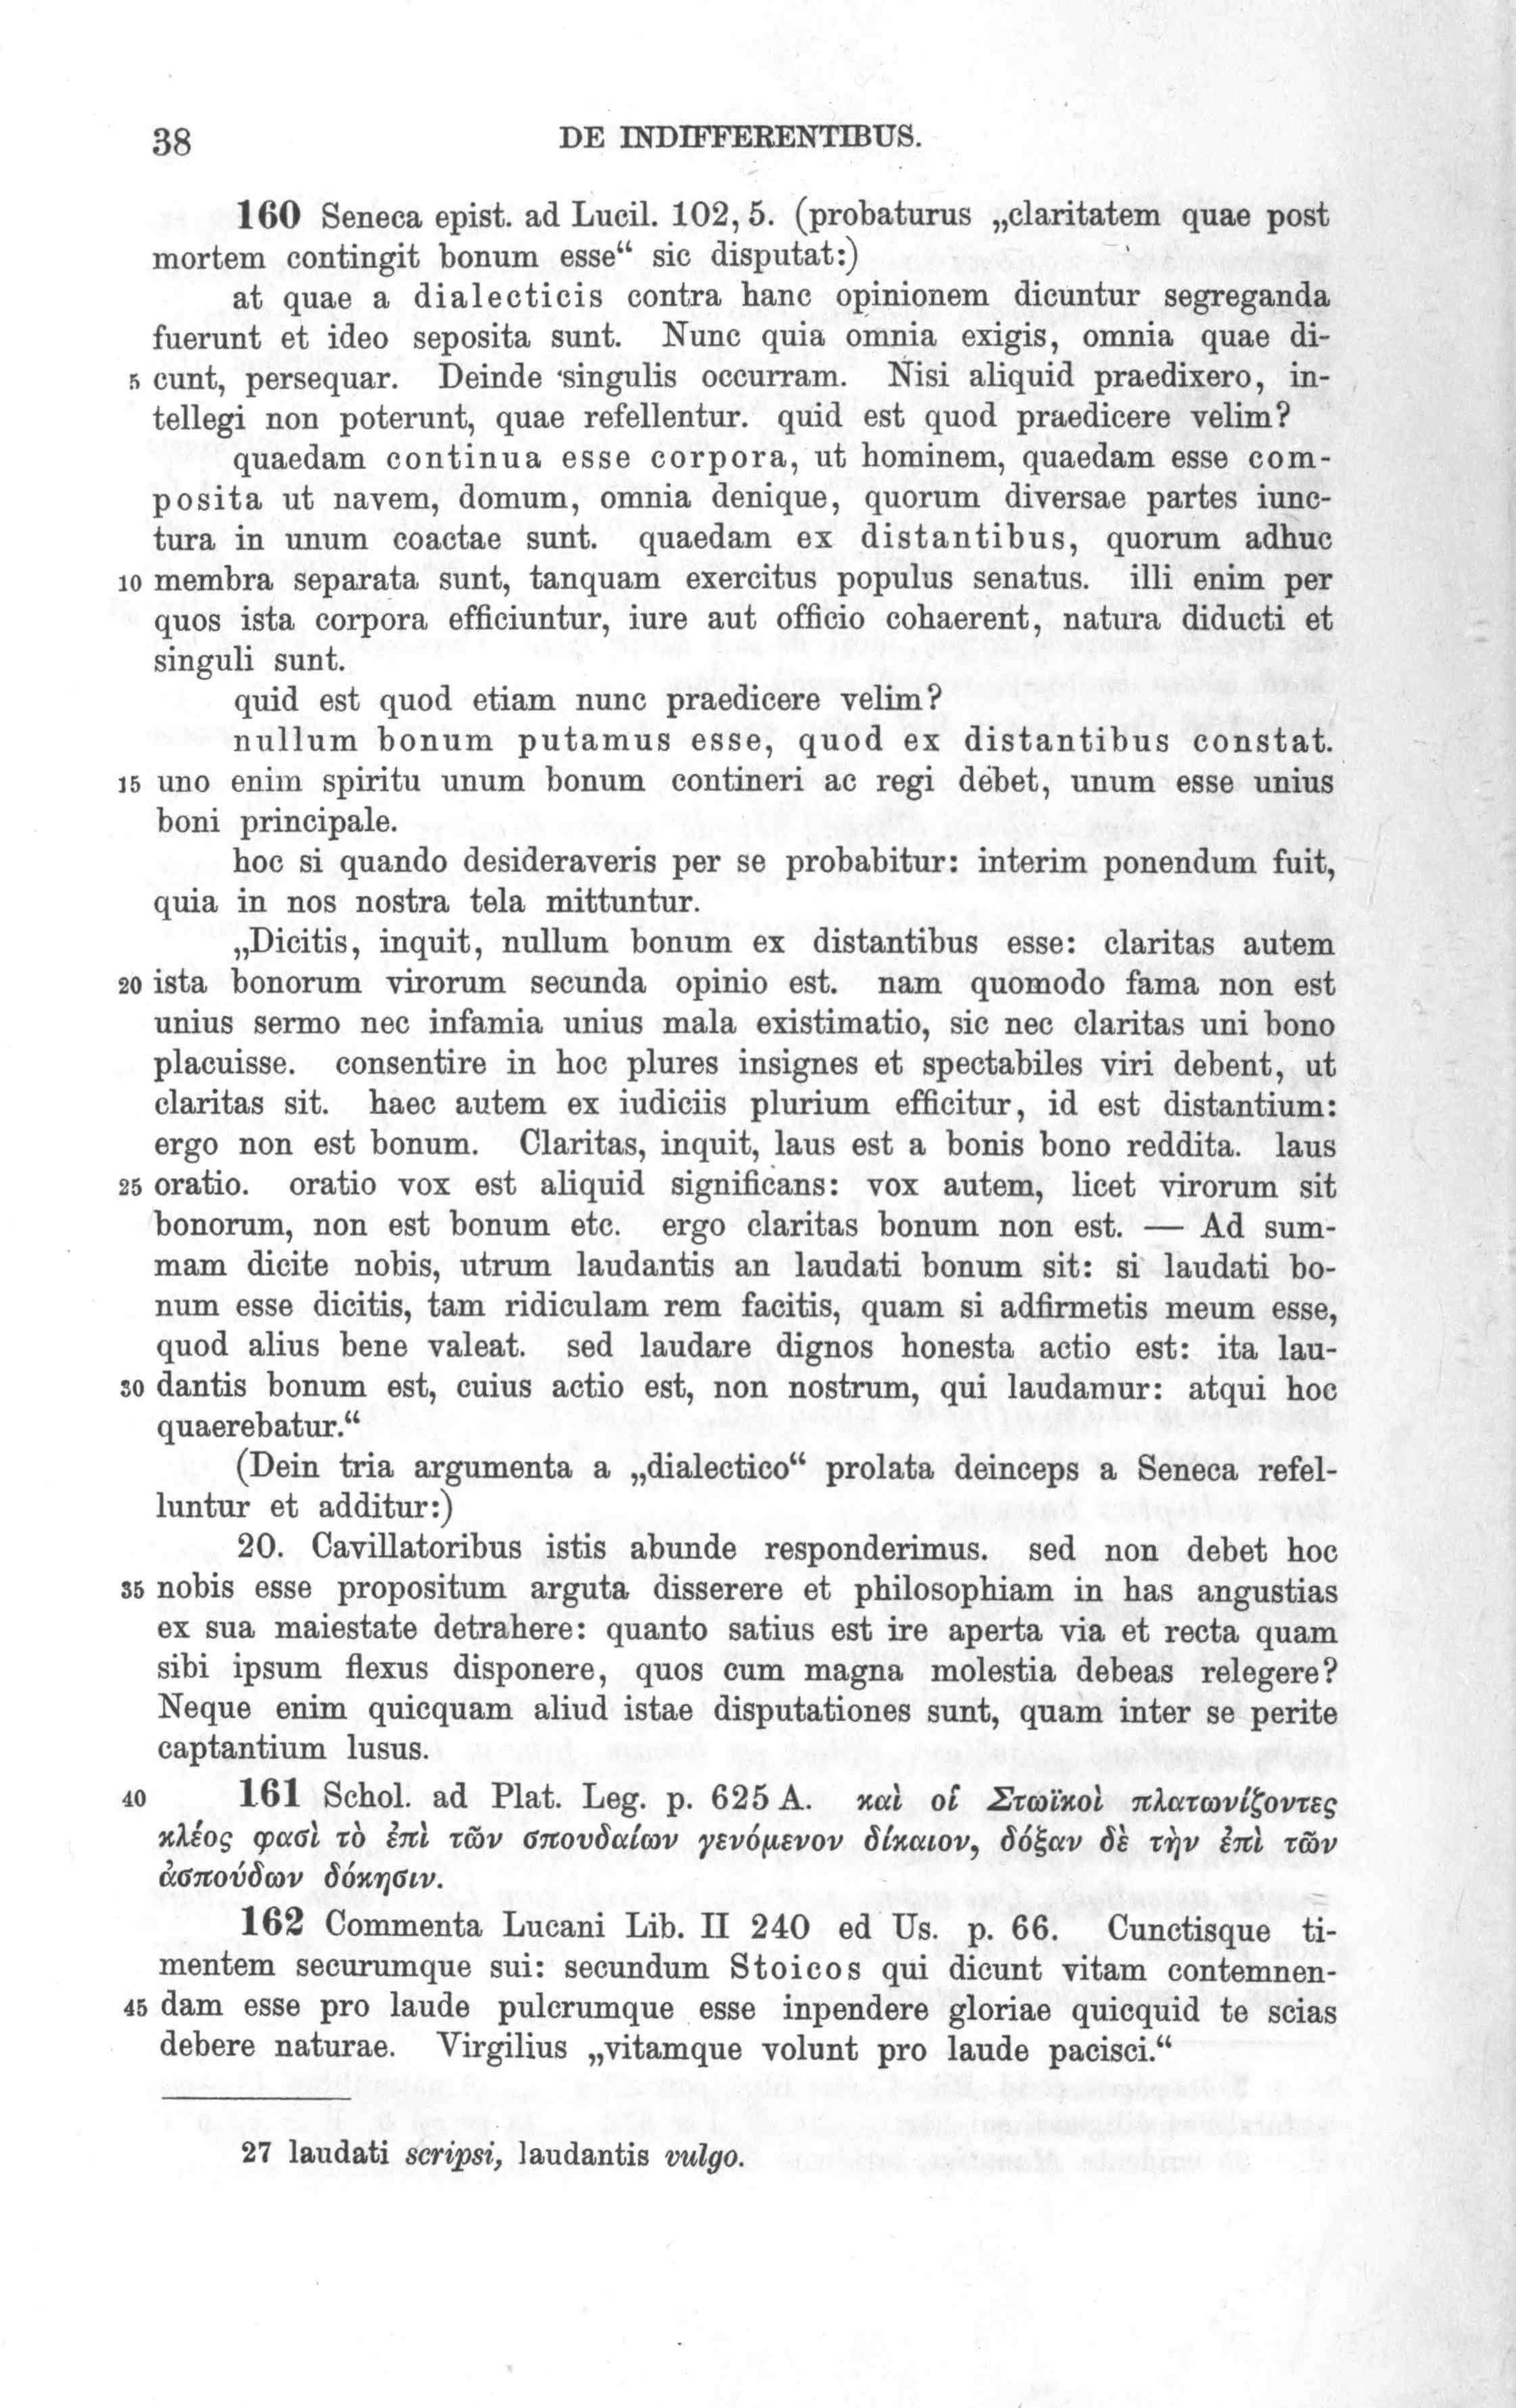 38 DE INDIFFERENTIBUS.
160 Seneca epist. ad Lucil. 102, 5. (probaturus „claritatem quae post
mortem contingit bonum esse“ sic disputat:)
at quae a dialecticis contra hanc opinionem dicuntur segreganda
fuerunt et ideo seposita sunt. Nunc quia omnia exigis, omnia quae di-
5 cunt, persequar. Deinde singulis occurram. Nisi aliquid praedixero, in-
tellegi non poterunt, quae refellentur. quid est quod praedicere velim?
quaedam continua esse corpora, ut hominem, quaedam esse com-
posita ut navem, domum, omnia denique, quorum diversae partes iunc-
tura in unum coactae sunt. quaedam ex distantibus, quorum adhuc
10 membra separata sunt, tanquam exercitus populus senatus. illi enim per
quos ista corpora efficiuntur, iure aut officio cohaerent, natura diducti et
singuli sunt.
quid est quod etiam nunc praedicere velim?
nullum bonum putamus esse, quod ex distantibus constat.
15 uno enim spiritu unum bonum contineri ac regi debet, unum esse unius
boni principale.
hoc si quando desideraveris per se probabitur: interim ponendum fuit,
quia in nos nostra tela mittuntur.
„Dicitis, inquit, nullum bonum ex distantibus esse: claritas autem
20 ista bonorum virorum secunda opinio est. nam quomodo fama non est
unius sermo nec infamia unius mala existimatio, sic nec claritas uni bono
placuisse. consentire in hoc plures insignes et spectabiles viri debent, ut
claritas sit. haec autem ex iudiciis plurium efficitur, id est distantium:
ergo non est bonum. Claritas, inquit, laus est a bonis bono reddita. laus
25 oratio. oratio vox est aliquid significans: vox autem, licet virorum sit
bonorum, non est bonum etc. ergo claritas bonum non est. — Ad sum-
mam dicite nobis, utrum laudantis an laudati bonum sit: si laudati bo-
num esse dicitis, tam ridiculam rem facitis, quam si adfirmetis meum esse,
quod alius bene valeat. sed laudare dignos honesta actio est: ita lau-
30 dantis bonum est, cuius actio est, non nostrum, qui laudamur: atqui hoc
quaerebatur.“
(Dein tria argumenta a „dialectico“ prolata deinceps a Seneca refel-
luntur et additur:)
20. Cavillatoribus istis abunde responderimus. sed non debet hoc
35 nobis esse propositum arguta disserere et philosophiam in has angustias
ex sua maiestate detrahere: quanto satius est ire aperta via et recta quam
sibi ipsum flexus disponere, quos cum magna molestia debeas relegere?
Neque enim quicquam aliud istae disputationes sunt, quam inter se perite
captantium lusus.
40 161 Schol. ad Plat. Leg. p. 625 A. καὶ οἱ Στωϊκοὶ πλατωνίζοντες
κλέος φασὶ τὸ ἐπὶ τῶν σπουδαίων γενόμενον δίκαιον, δόξαν δὲ τὴν ἐπὶ τῶν
ἀσπούδων δόκησιν.
162 Commenta Lucani Lib. II 240 ed Us. p. 66. Cunctisque ti-
mentem securumque sui: secundum Stoicos qui dicunt vitam contemnen-
45 dam esse pro laude pulcrumque esse inpendere gloriae quicquid te scias
debere naturae. Virgilius „vitamque volunt pro laude pacisci.“
27 laudati scripsi, laudantis vulgo.